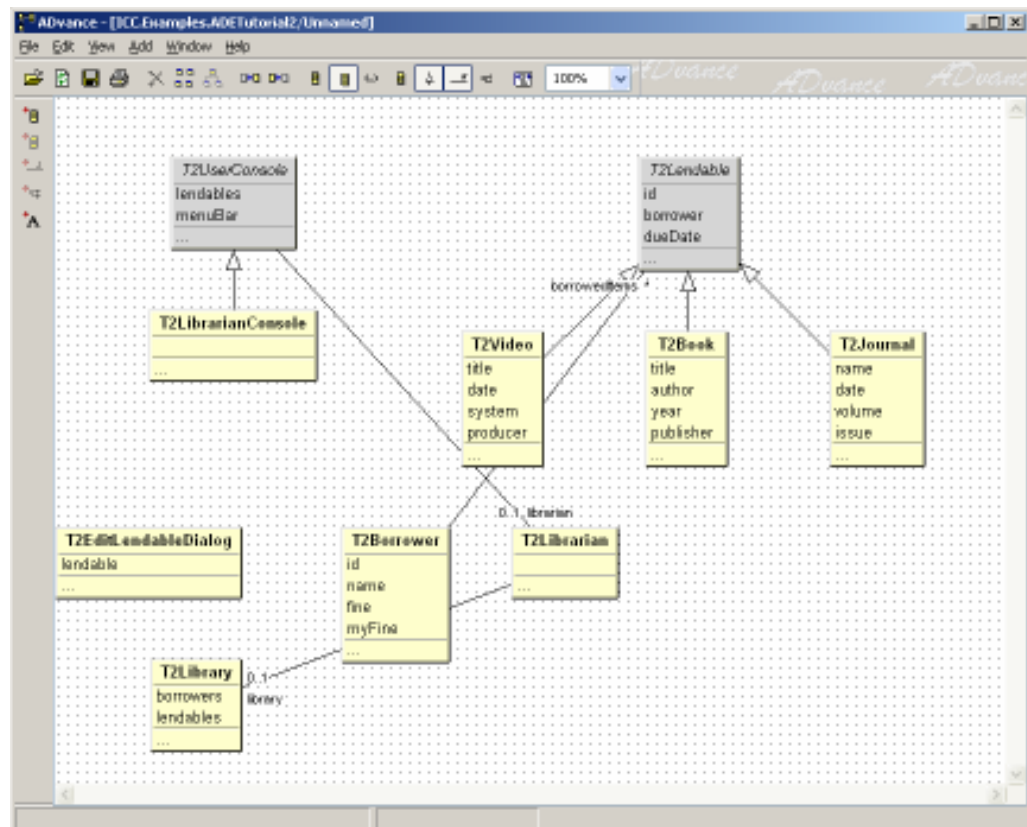 ADvance - [ICC.Examples.ADETutorial2/Unnamed]
File Edit View Add Window Help
100%
ADvance ADvance ADvanc
A
T2UserConsole
lendables
menuBar
...
T2Lendable
id
borrower
dueDate
...
borrowedItems *
T2LibrarianConsole
...
T2Video
title
date
system
producer
...
T2Book
title
author
year
publisher
...
T2Journal
name
date
volume
issue
...
0..1 librarian
T2EditLendableDialog
lendable
...
T2Borrower
id
name
fine
myFine
...
T2Librarian
...
T2Library
borrowers
lendables
...
0..1
library